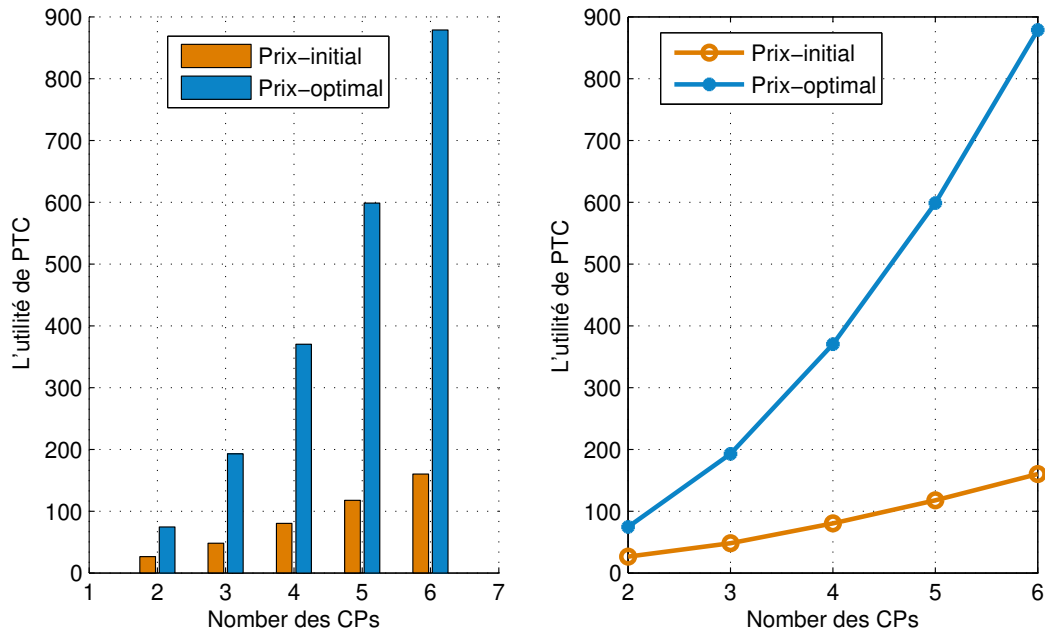 900
800
700
600
500
400
300
200
100
0
L'utilité de PTC
Prix−initial
Prix−optimal
1 2 3 4 5 6 7
Nomber des CPs
900
800
700
600
500
400
300
200
100
0
L'utilité de PTC
Prix−initial
Prix−optimal
2 3 4 5 6
Nomber des CPs